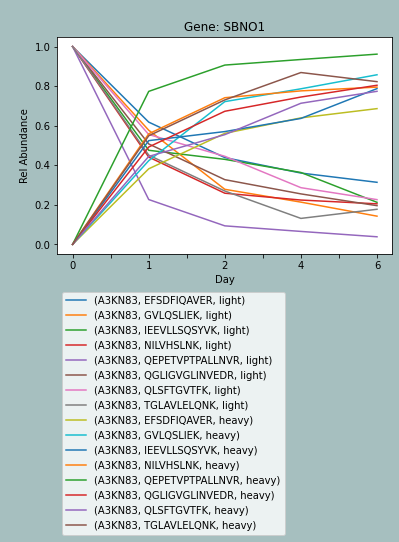 Gene: SBNO1
1.0
0.8
0.6
0.4
0.2
0.0
Rel Abundance
0 1 2 4 6
Day
(A3KN83, EFSDFIQAVER, light)
(A3KN83, GVLQSLIEK, light)
(A3KN83, IEEVLLSQSYVK, light)
(A3KN83, NILVHSLNK, light)
(A3KN83, QEPETVPTPALLNVR, light)
(A3KN83, QGLIGVGLINVEDR, light)
(A3KN83, QLSFTGVTFK, light)
(A3KN83, TGLAVLELQNK, light)
(A3KN83, EFSDFIQAVER, heavy)
(A3KN83, GVLQSLIEK, heavy)
(A3KN83, IEEVLLSQSYVK, heavy)
(A3KN83, NILVHSLNK, heavy)
(A3KN83, QEPETVPTPALLNVR, heavy)
(A3KN83, QGLIGVGLINVEDR, heavy)
(A3KN83, QLSFTGVTFK, heavy)
(A3KN83, TGLAVLELQNK, heavy)